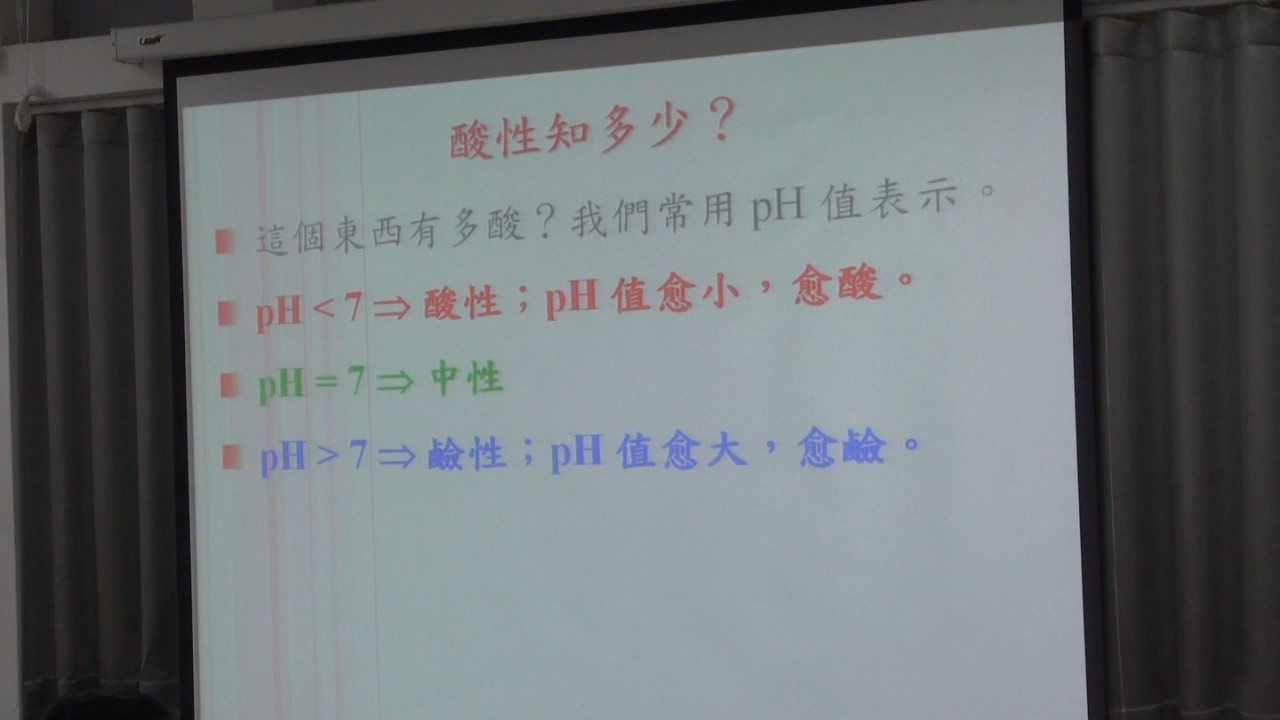 酸性知多少？
這個東西有多酸？我們常用 pH 值表示。
pH < 7 ⇒ 酸性；pH 值愈小，愈酸。
pH = 7 ⇒ 中性
pH > 7 ⇒ 鹼性；pH 值愈大，愈鹼。